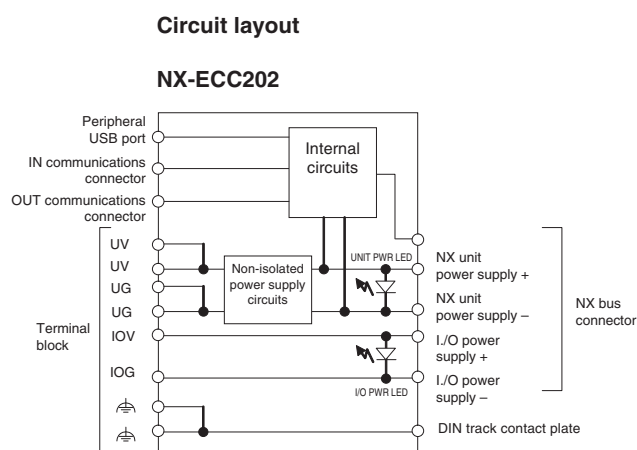 Circuit layout
NX-ECC202
Peripheral
USB port
IN communications
connector
OUT communications
connector
Internal
circuits
UV
UV
UG
UG
IOV
IOG
Terminal
block
Non-isolated
power supply
circuits
UNIT PWR LED
I/O PWR LED
NX unit
power supply +
NX unit
power supply –
I./O power
supply +
I./O power
supply –
NX bus
connector
DIN track contact plate